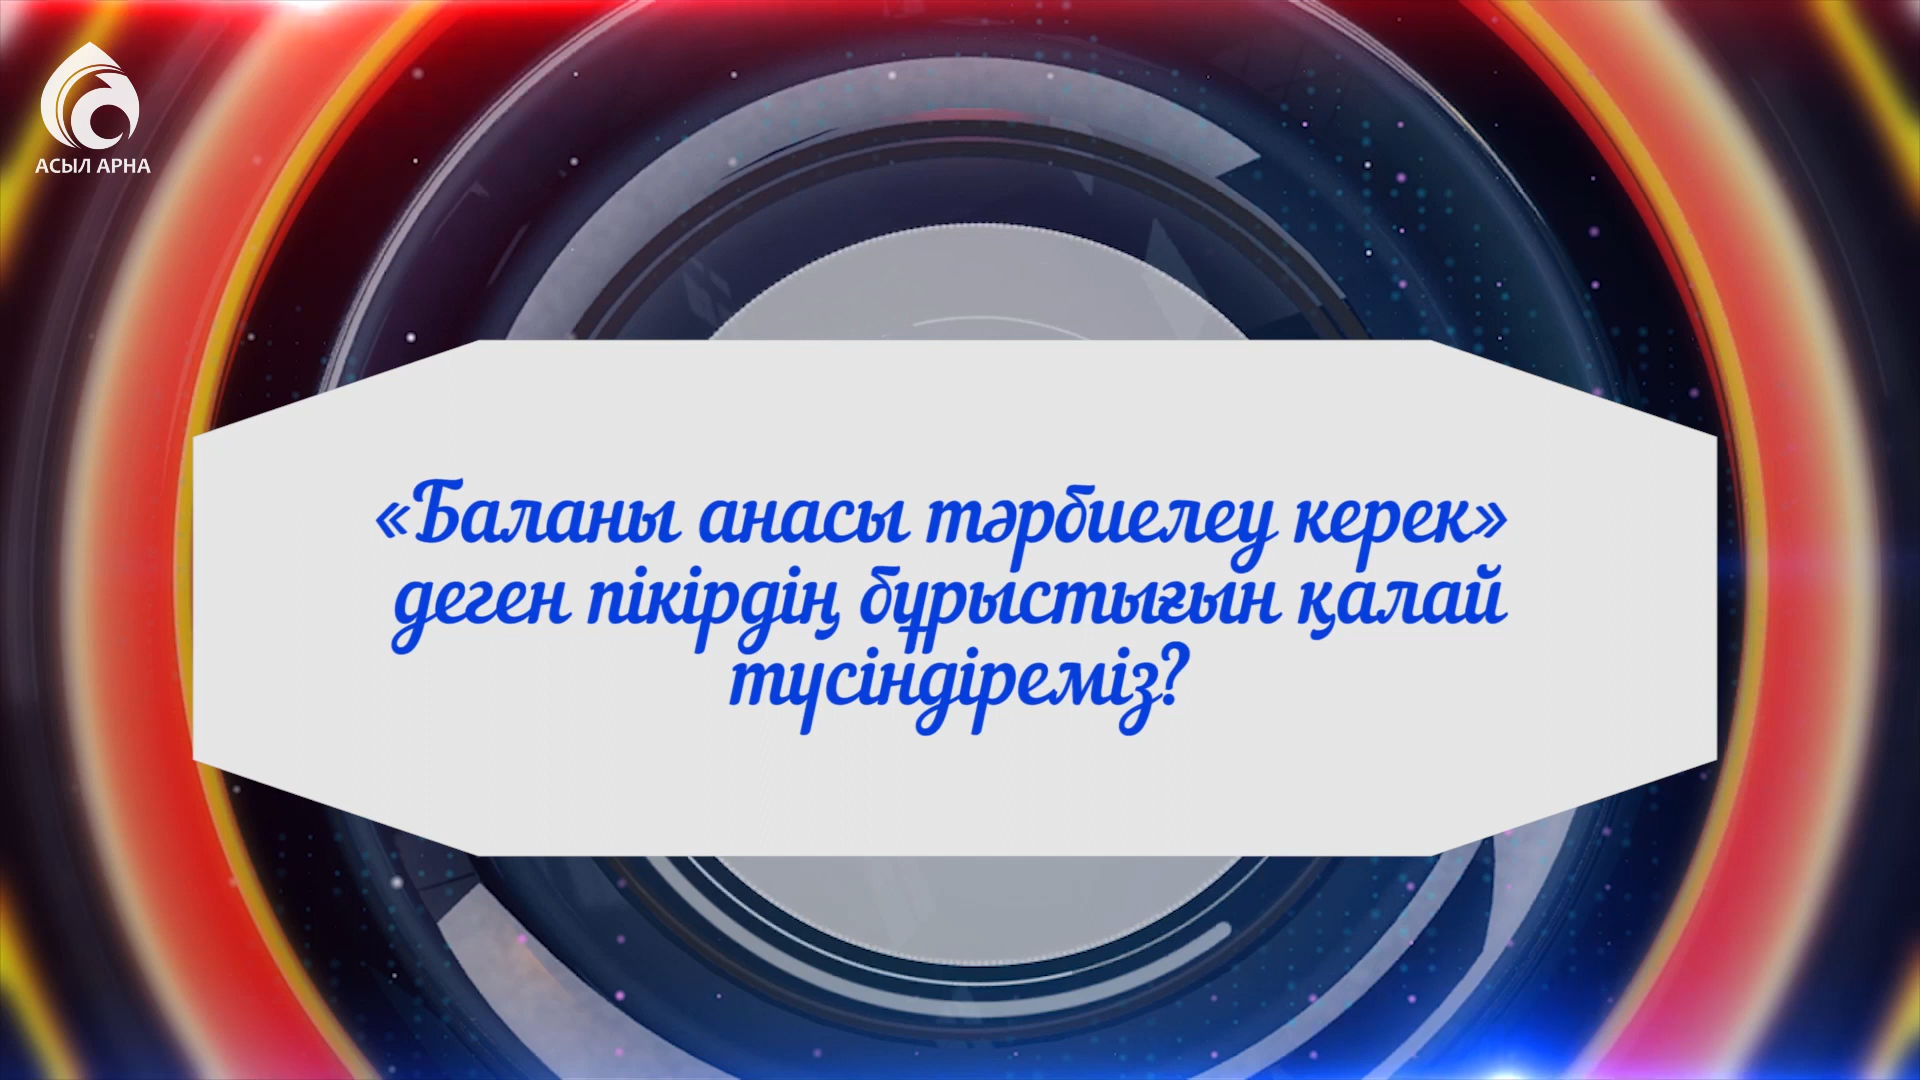 АСЫЛ АРНА
«Баланы анасы тәрбиелеу керек»
деген пікірдің бұрыстығын қалай
түсіндіреміз?